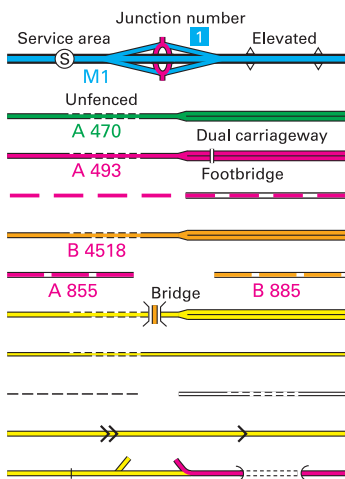 Junction number
Service area
1
Elevated
S
M1
Unfenced
A 470
Dual carriageway
A 493
Footbridge
B 4518
A 855
Bridge
B 885